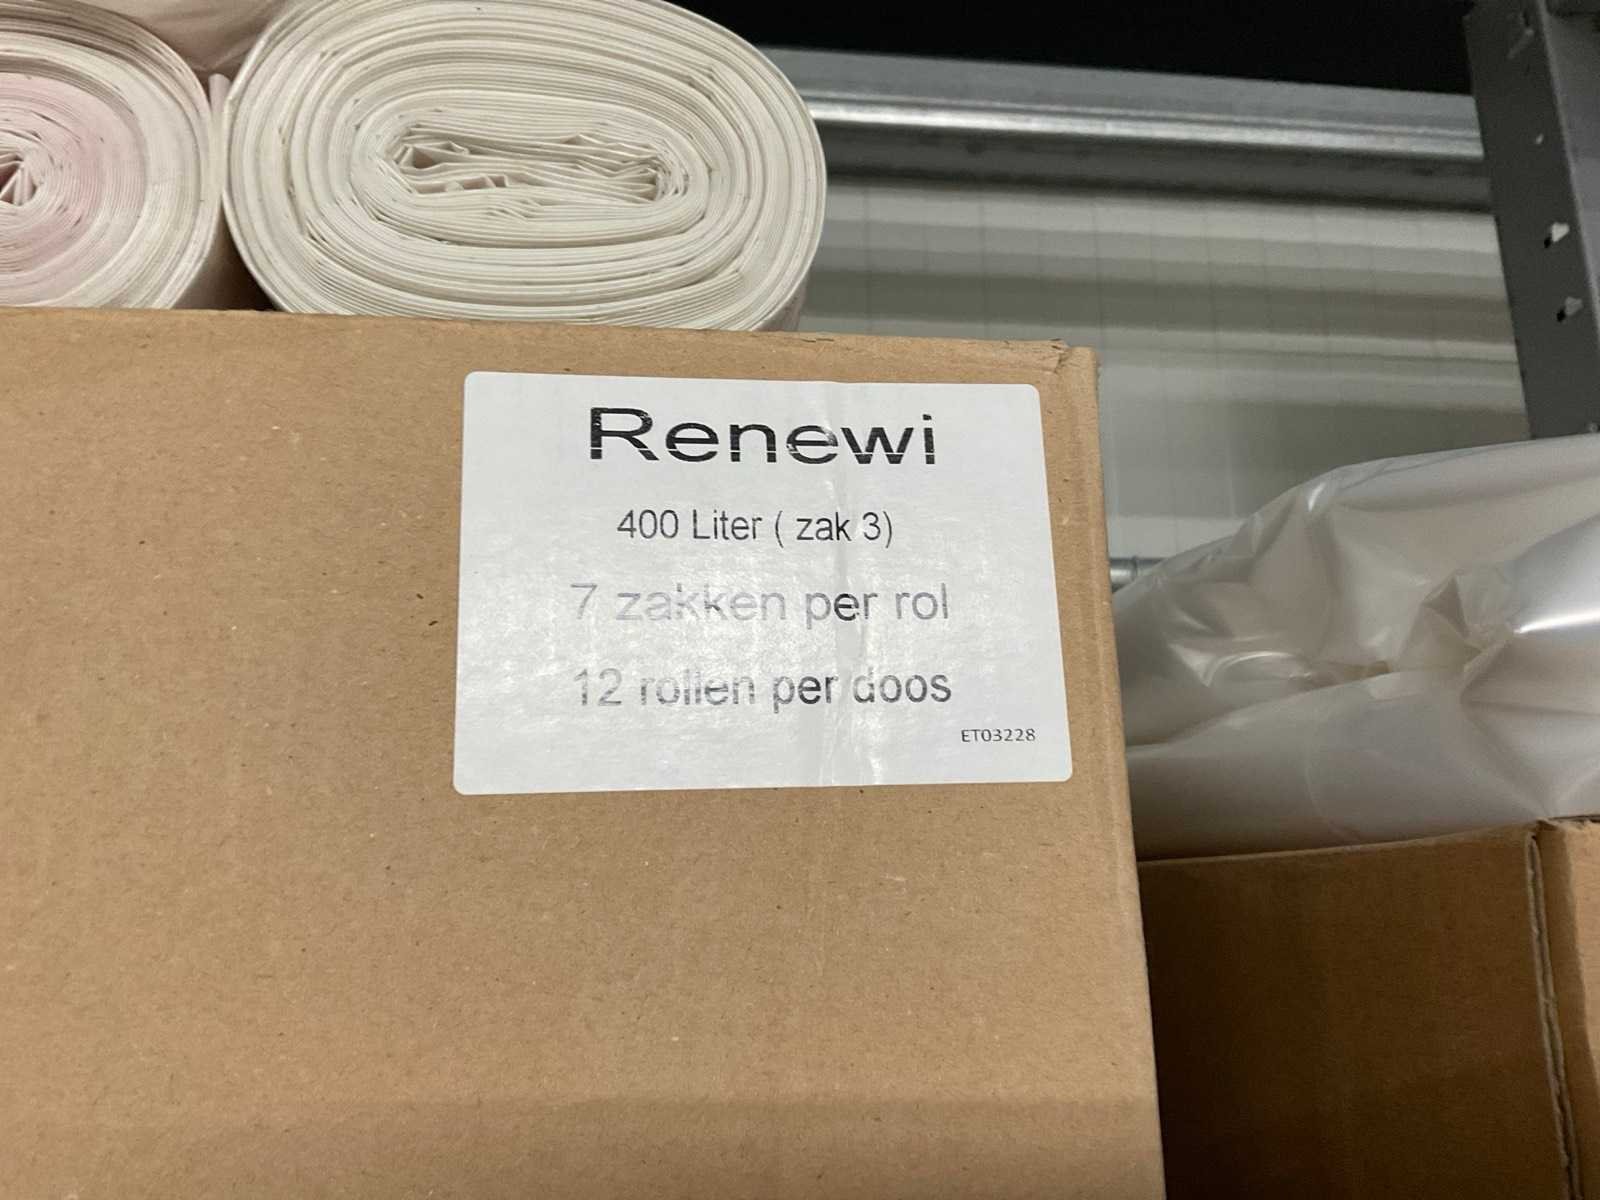 Renewi
400 Liter ( zak 3)
7 zakken per rol
12 rollen per doos
ET03228